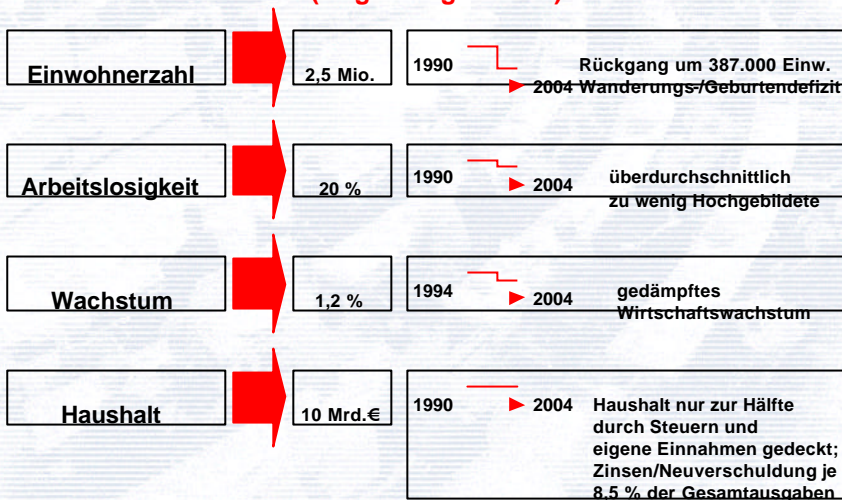 Einwohnerzahl
2,5 Mio.
1990
2004
Rückgang um 387.000 Einw.
Wanderungs-/Geburtendefizit
Arbeitslosigkeit
20 %
1990
2004
überdurchschnittlich
zu wenig Hochgebildete
Wachstum
1,2 %
1994
2004
gedämpftes
Wirtschaftswachstum
Haushalt
10 Mrd.€
1990
2004
Haushalt nur zur Hälfte
durch Steuern und
eigene Einnahmen gedeckt;
Zinsen/Neuverschuldung je
8,5 % der Gesamtausgaben